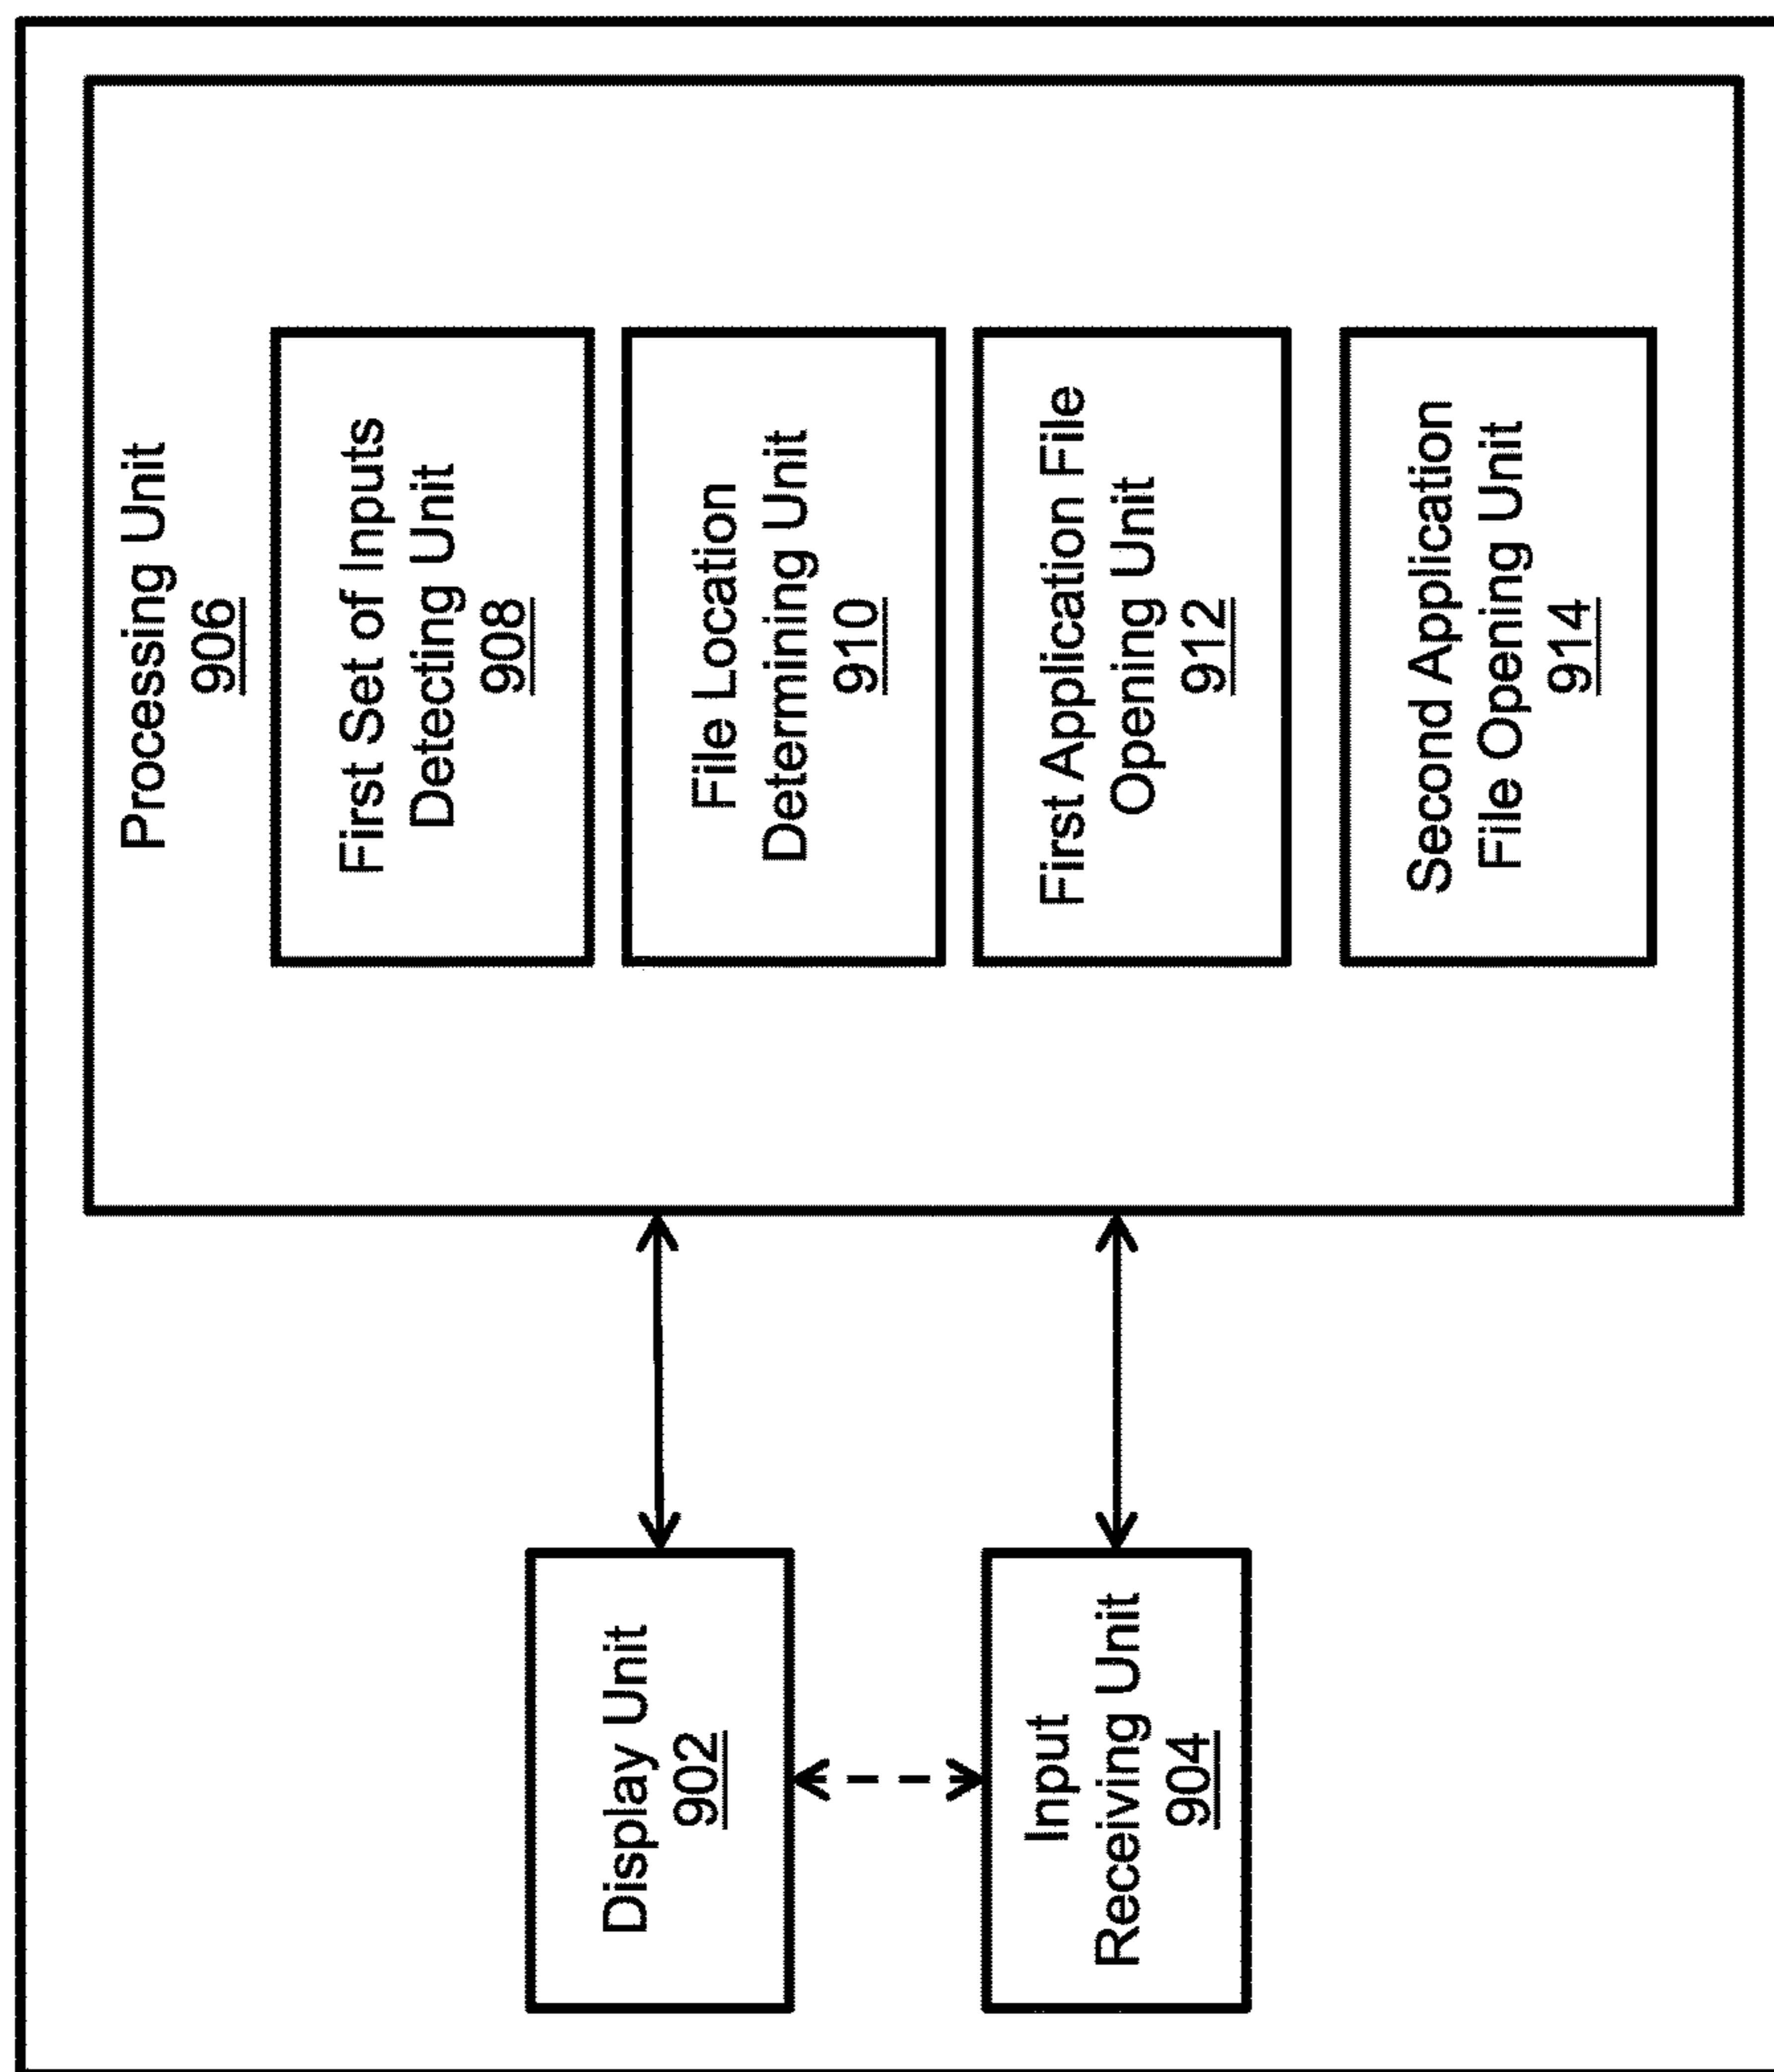 Processing Unit
906
First Set of Inputs
Detecting Unit
908
File Location
Determining Unit
910
First Application File
Opening Unit
912
Second Application
File Opening Unit
914
Display Unit
902
Input
Receiving Unit
904